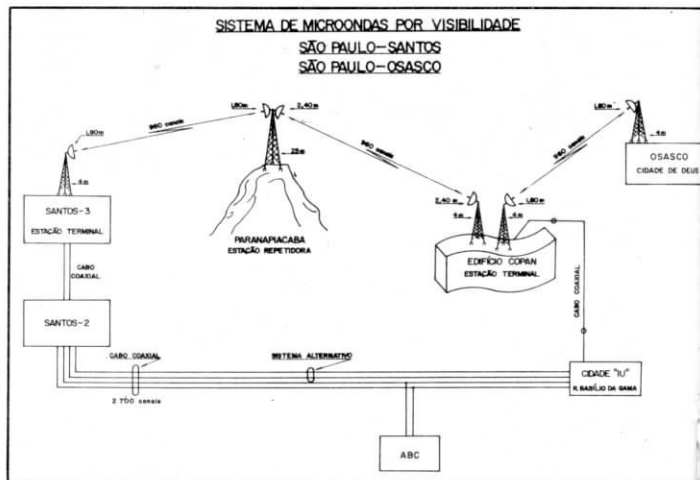 SISTEMA DE MICROONDAS POR VISIBILIDADE
SÃO PAULO-SANTOS
SÃO PAULO-OSASCO
1,80m
2,40m
1,80m
1,80m
960 canais
960 canais
960 canais
25m
4m
4m
OSASCO
CIDADE DE DEUS
SANTOS-3
ESTAÇÃO TERMINAL
PARANAPIACABA
ESTAÇÃO REPETIDORA
2,40m
1,80m
4m
4m
EDIFÍCIO COPAN
ESTAÇÃO TERMINAL
CABO
COAXIAL
CABO COAXIAL
SANTOS-2
CABO COAXIAL
SISTEMA ALTERNATIVO
2 700 canais
CIDADE "IU"
R. BASÍLIO DA GAMA
ABC